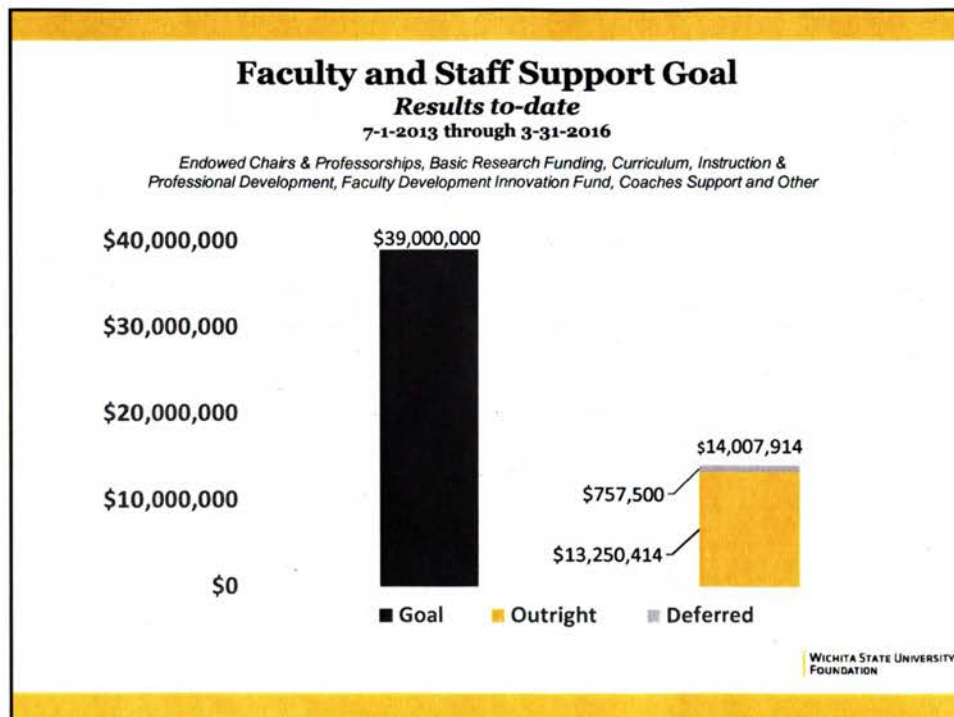 Faculty and Staff Support Goal
Results to-date
7-1-2013 through 3-31-2016
Endowed Chairs & Professorships, Basic Research Funding, Curriculum, Instruction &
Professional Development, Faculty Development Innovation Fund, Coaches Support and Other
$40,000,000
$39,000,000
$30,000,000
$20,000,000
$14,007,914
$757,500
$10,000,000
$13,250,414
$0
Goal
Outright
Deferred
WICHITA STATE UNIVERSITY
FOUNDATION